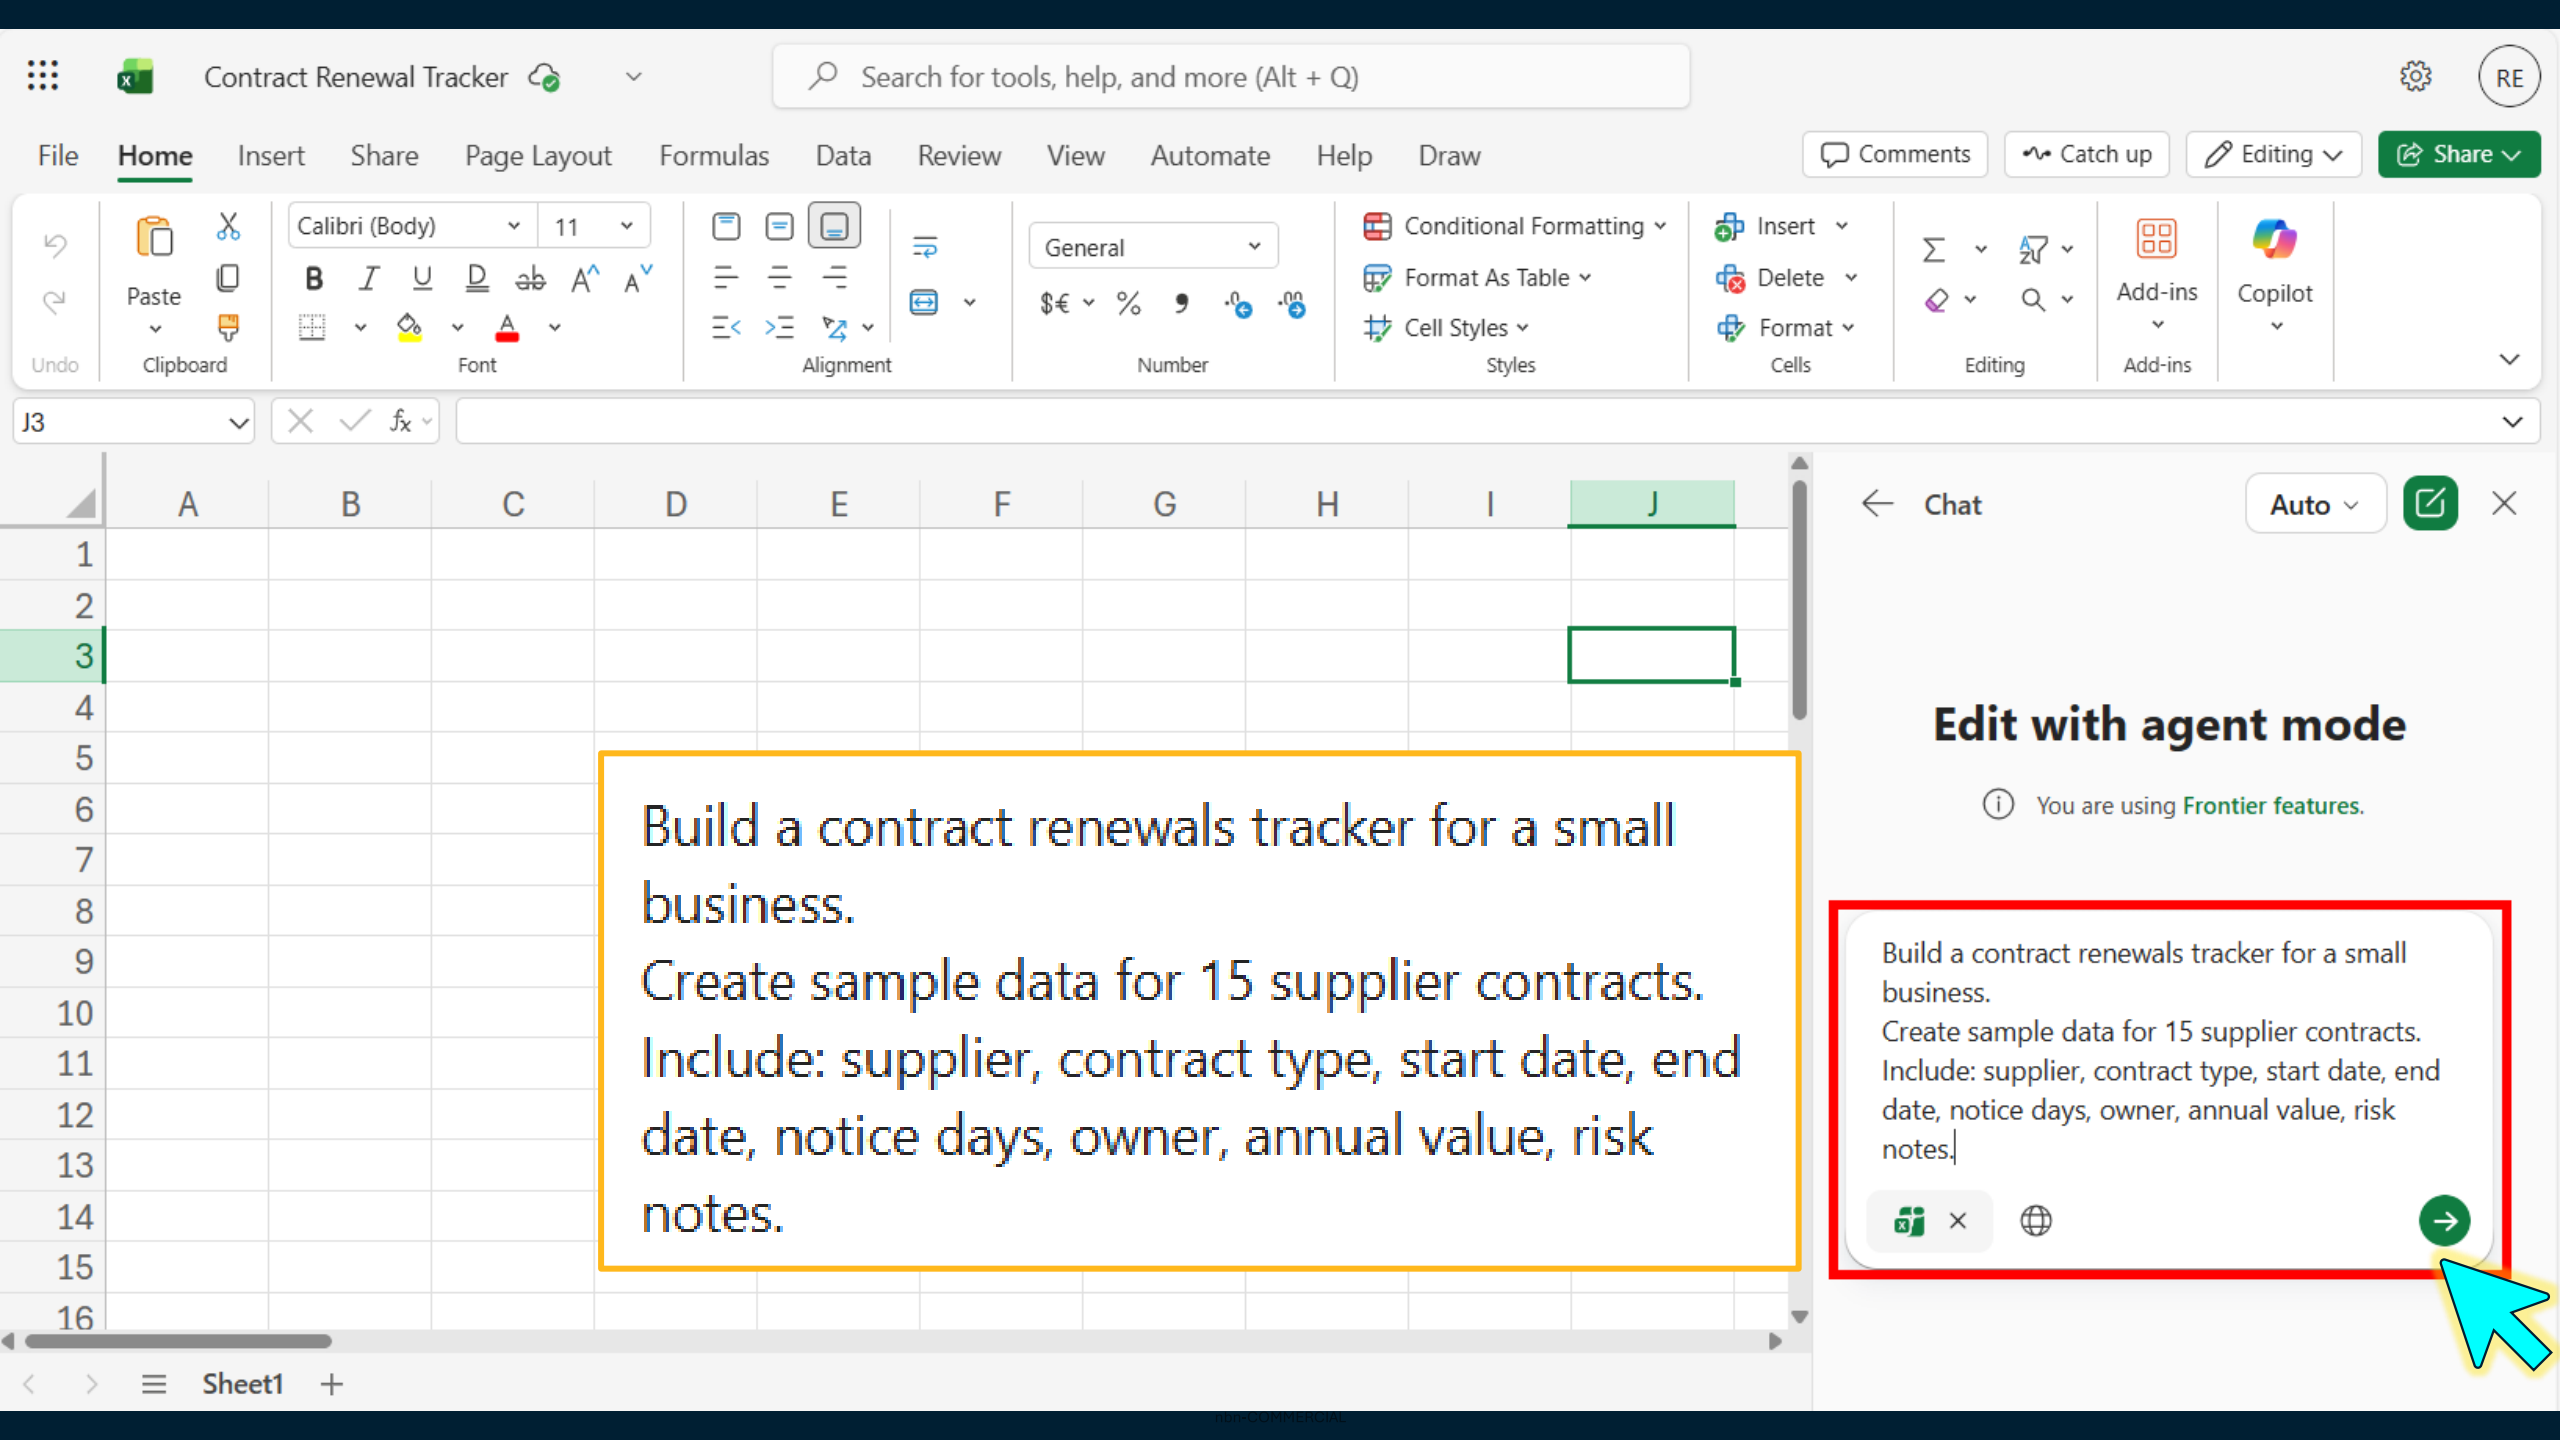 Contract Renewal Tracker
Search for tools, help, and more (Alt + Q)
RE
File Home Insert Share Page Layout Formulas Data Review View Automate Help Draw
Comments Catch up Editing Share
Calibri (Body) 11
General
Conditional Formatting
Format As Table
Cell Styles
Insert
Delete
Format
Paste
Add-ins
Copilot
Undo Clipboard Font Alignment Number Styles Cells Editing Add-ins
J3
fx
A B C D E F G H I J
1
2
3
4
5
6
7
8
9
10
11
12
13
14
15
16
Build a contract renewals tracker for a small
business.
Create sample data for 15 supplier contracts.
Include: supplier, contract type, start date, end
date, notice days, owner, annual value, risk
notes.
Chat Auto
Edit with agent mode
You are using Frontier features.
Build a contract renewals tracker for a small
business.
Create sample data for 15 supplier contracts.
Include: supplier, contract type, start date, end
date, notice days, owner, annual value, risk
notes.
Sheet1
nbn-COMMERCIAL